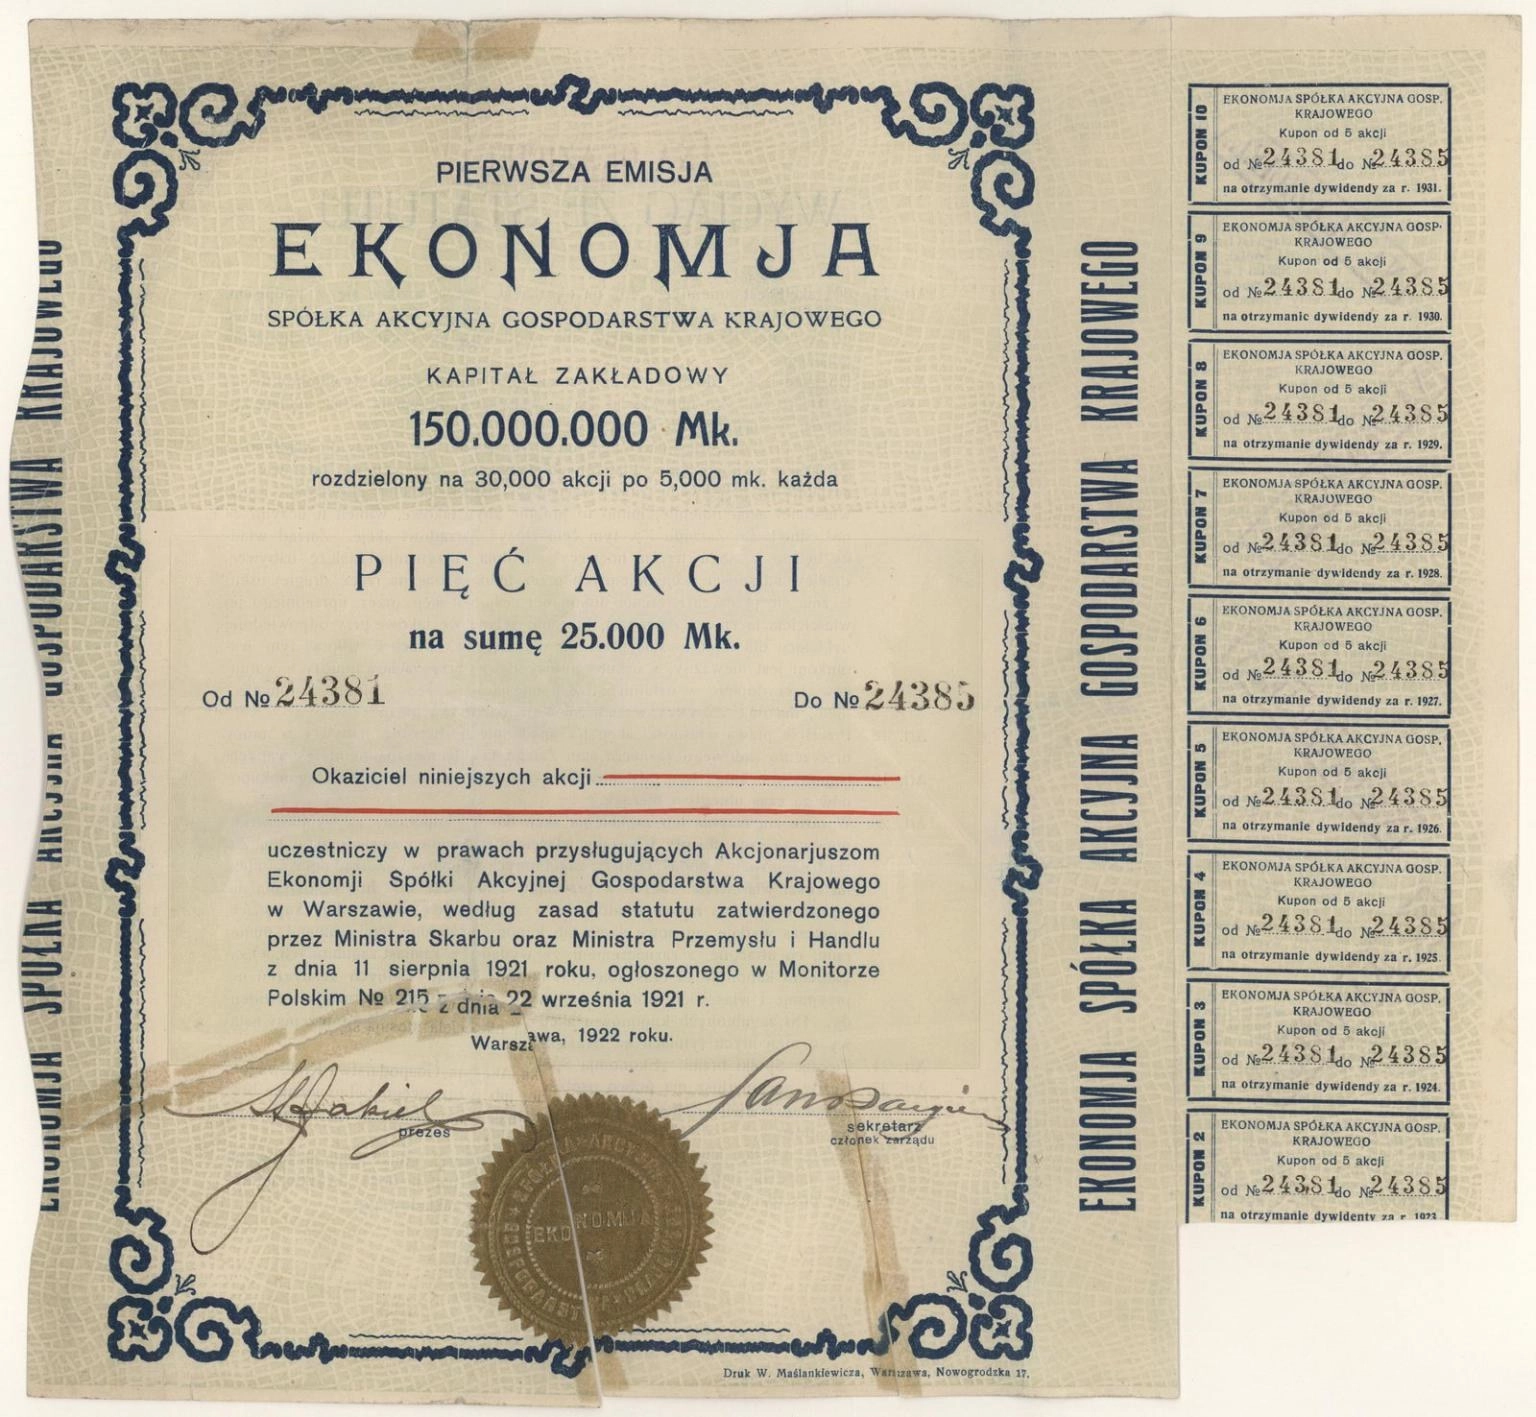 PIERWSZA EMISJA
EKONOMJA
SPÓŁKA AKCYJNA GOSPODARSTWA KRAJOWEGO
KAPITAŁ ZAKŁADOWY
150.000.000 Mk.
rozdzielony na 30,000 akcji po 5,000 mk. każda
PIĘĆ AKCJI
na sumę 25.000 Mk.
Od № 24381 Do № 24385
Okaziciel niniejszych akcji
uczestniczy w prawach przysługujących Akcjonarjuszom
Ekonomji Spółki Akcyjnej Gospodarstwa Krajowego
w Warszawie, według zasad statutu zatwierdzonego
przez Ministra Skarbu oraz Ministra Przemysłu i Handlu
z dnia 11 sierpnia 1921 roku, ogłoszonego w Monitorze
Polskim № 215 z dnia 22 września 1921 r.
Warszawa, 1922 roku.
prezes
sekretarz
członek zarządu
EKONOMJA
Druk W. Maślankiewicza, Warszawa, Nowogrodzka 17.
EKONOMJA SPÓŁKA AKCYJNA GOSPODARSTWA KRAJOWEGO
EKONOMJA SPÓŁKA AKCYJNA GOSPODARSTWA KRAJOWEGO
KUPON 10
EKONOMJA SPÓŁKA AKCYJNA GOSP.
KRAJOWEGO
Kupon od 5 akcji
od № 24381 do № 24385
na otrzymanie dywidendy za r. 1931.
KUPON 9
EKONOMJA SPÓŁKA AKCYJNA GOSP.
KRAJOWEGO
Kupon od 5 akcji
od № 24381 do № 24385
na otrzymanie dywidendy za r. 1930.
KUPON 8
EKONOMJA SPÓŁKA AKCYJNA GOSP.
KRAJOWEGO
Kupon od 5 akcji
od № 24381 do № 24385
na otrzymanie dywidendy za r. 1929.
KUPON 7
EKONOMJA SPÓŁKA AKCYJNA GOSP.
KRAJOWEGO
Kupon od 5 akcji
od № 24381 do № 24385
na otrzymanie dywidendy za r. 1928.
KUPON 6
EKONOMJA SPÓŁKA AKCYJNA GOSP.
KRAJOWEGO
Kupon od 5 akcji
od № 24381 do № 24385
na otrzymanie dywidendy za r. 1927.
KUPON 5
EKONOMJA SPÓŁKA AKCYJNA GOSP.
KRAJOWEGO
Kupon od 5 akcji
od № 24381 do № 24385
na otrzymanie dywidendy za r. 1926.
KUPON 4
EKONOMJA SPÓŁKA AKCYJNA GOSP.
KRAJOWEGO
Kupon od 5 akcji
od № 24381 do № 24385
na otrzymanie dywidendy za r. 1925.
KUPON 3
EKONOMJA SPÓŁKA AKCYJNA GOSP.
KRAJOWEGO
Kupon od 5 akcji
od № 24381 do № 24385
na otrzymanie dywidendy za r. 1924.
KUPON 2
EKONOMJA SPÓŁKA AKCYJNA GOSP.
KRAJOWEGO
Kupon od 5 akcji
od № 24381 do № 24385
na otrzymanie dywidenty za r. 1923.